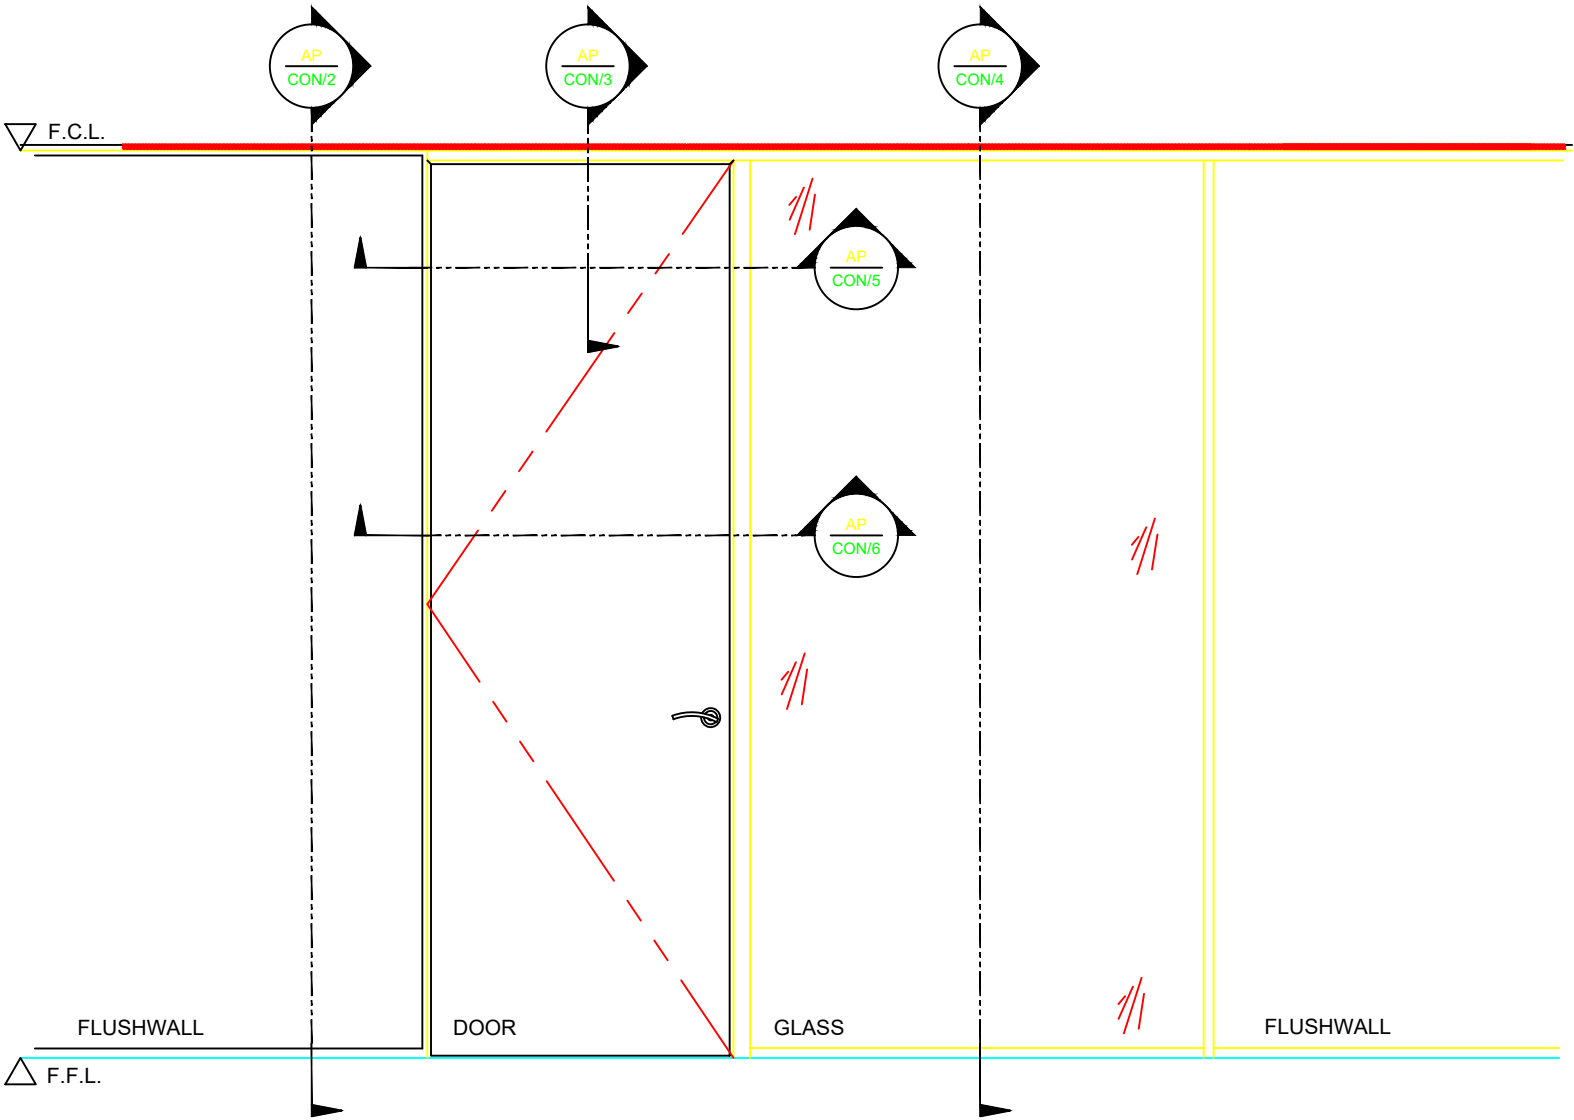 AP
CON/2
AP
CON/3
AP
CON/4
F.C.L.
AP
CON/5
AP
CON/6
FLUSHWALL
DOOR
GLASS
FLUSHWALL
F.F.L.